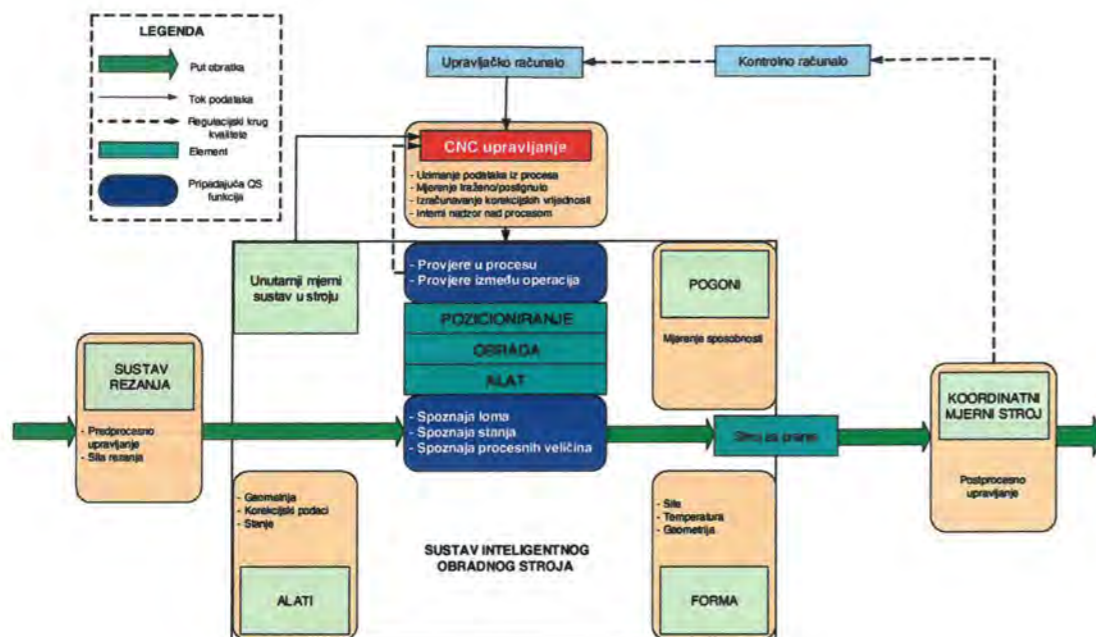 LEGENDA
Put obratka
Tok podataka
Regulacijski krug
kvalitete
Element
Pripadajuća QS
funkcija
Upravljačko računalo
Kontrolno računalo
CNC upravljanje
- Uzimanje podataka iz procesa
- Mjerenje traženo/postignuto
- Izračunavanje korekcijskih vrijednosti
- Interni nadzor nad procesom
Unutarnji mjerni
sustav u stroju
- Provjere u procesu
- Provjere između operacija
POGONI
Mjerenje sposobnosti
POZICIONIRANJE
OBRADA
ALAT
SUSTAV
REZANJA
- Predprocesno
upravljanje
- Sila rezanja
- Spoznaja loma
- Spoznaja stanja
- Spoznaja procesnih veličina
Stroj za pranje
KOORDINATNI
MJERNI STROJ
Postprocesno
upravljanje
- Geometrija
- Korekcijski podaci
- Stanje
ALATI
SUSTAV INTELIGENTNOG
OBRADNOG STROJA
- Sile
- Temperatura
- Geometrija
FORMA